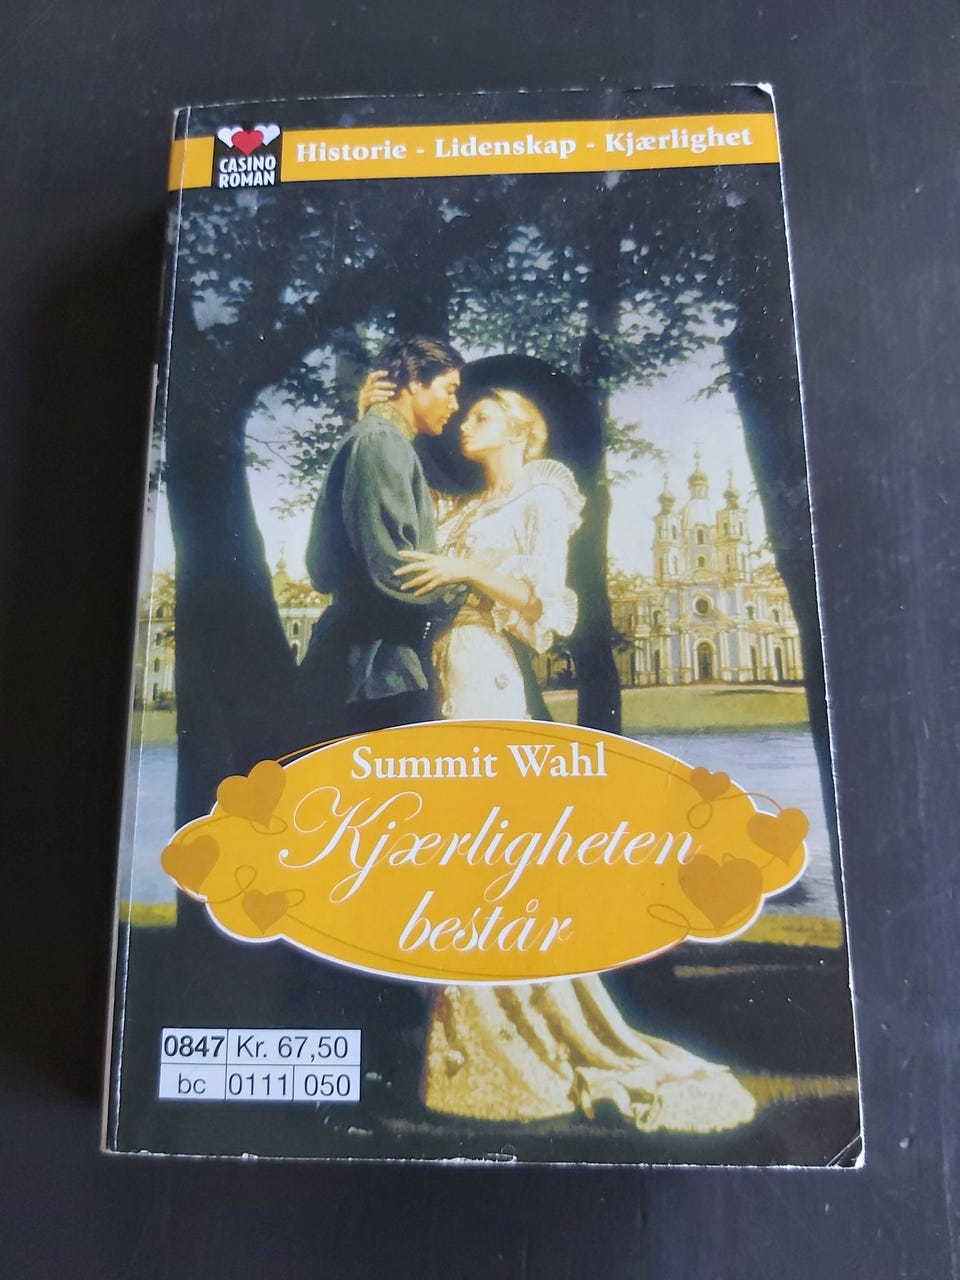 CASINO
ROMAN
Historie - Lidenskap - Kjærlighet
Summit Wahl
Kjærligheten
består
0847 Kr. 67,50
bc 0111 050